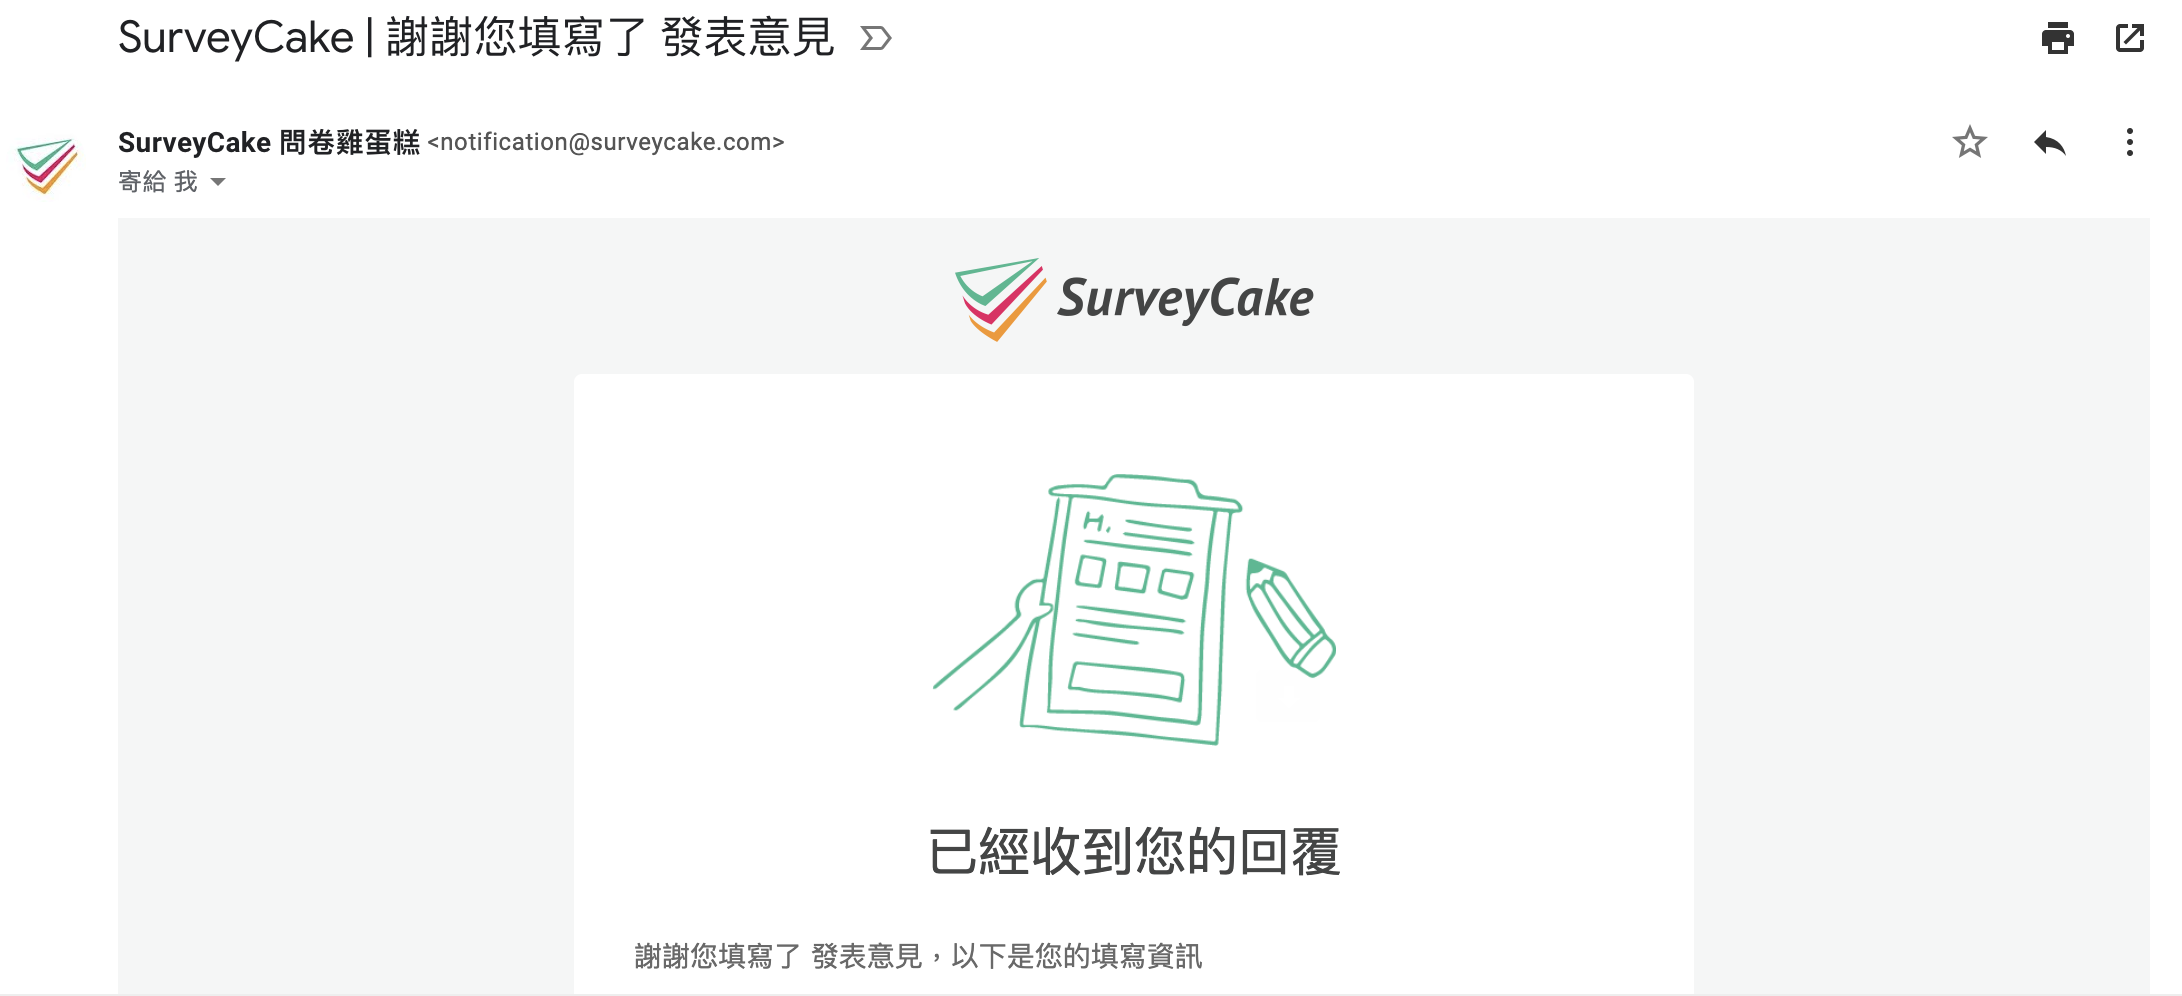 SurveyCake | 謝謝您填寫了 發表意見
SurveyCake 問卷雞蛋糕 <notification@surveycake.com>
寄給 我
SurveyCake
H.
已經收到您的回覆
謝謝您填寫了 發表意見，以下是您的填寫資訊